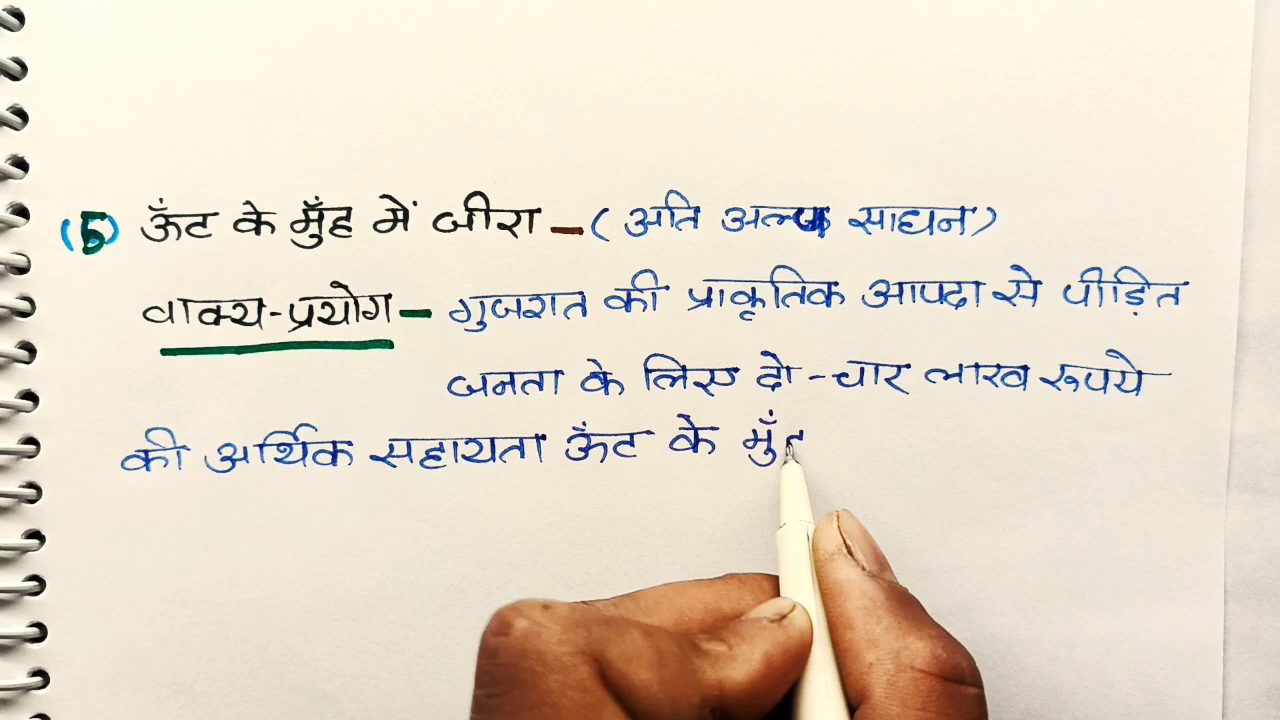 (5) ऊँट के मुँह में जीरा – (अति अल्प साधन)
वाक्य-प्रयोग – गुजरात की प्राकृतिक आपदा से पीड़ित
जनता के लिए दो-चार लाख रूपये
की आर्थिक सहायता ऊँट के मुँह